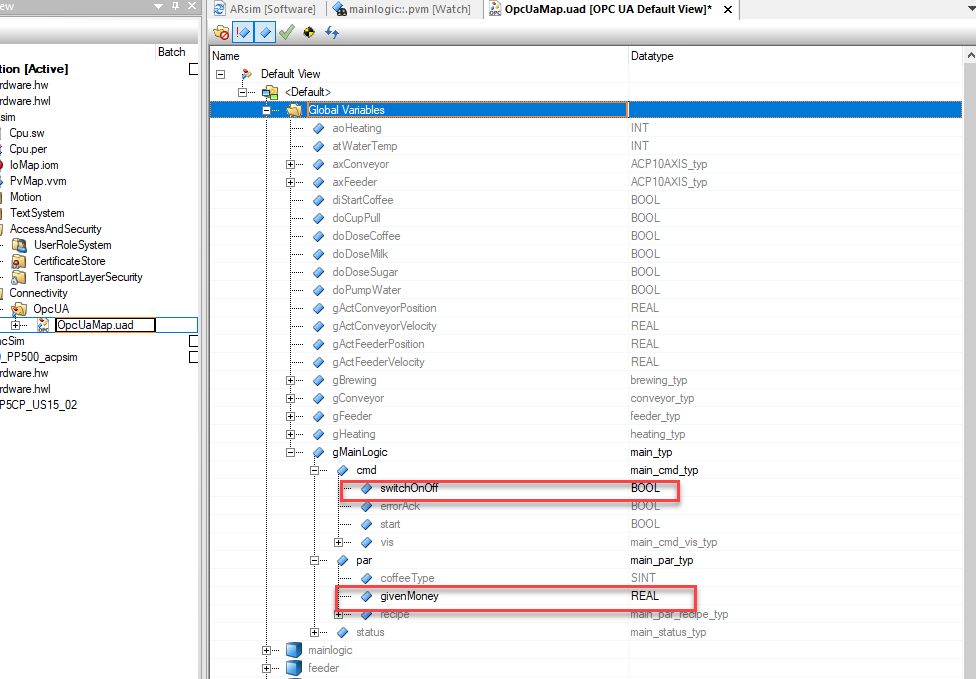 ew
Batch
tion [Active]
rdware.hw
rdware.hwl
sim
Cpu.sw
Cpu.per
IoMap.iom
PvMap.vvm
Motion
TextSystem
AccessAndSecurity
UserRoleSystem
CertificateStore
TransportLayerSecurity
Connectivity
OpcUA
OpcUaMap.uad
ncSim
)_PP500_acpsim
rdware.hw
rdware.hwl
P5CP_US15_02
ARsim [Software]
mainlogic::.pvm [Watch]
OpcUaMap.uad [OPC UA Default View]*
Name Datatype
Default View
<Default>
Global Variables
aoHeating INT
atWaterTemp INT
axConveyor ACP10AXIS_typ
axFeeder ACP10AXIS_typ
diStartCoffee BOOL
doCupPull BOOL
doDoseCoffee BOOL
doDoseMilk BOOL
doDoseSugar BOOL
doPumpWater BOOL
gActConveyorPosition REAL
gActConveyorVelocity REAL
gActFeederPosition REAL
gActFeederVelocity REAL
gBrewing brewing_typ
gConveyor conveyor_typ
gFeeder feeder_typ
gHeating heating_typ
gMainLogic main_typ
cmd main_cmd_typ
switchOnOff BOOL
errorAck BOOL
start BOOL
vis main_cmd_vis_typ
par main_par_typ
coffeeType SINT
givenMoney REAL
recipe main_par_recipe_typ
status main_status_typ
mainlogic
feeder